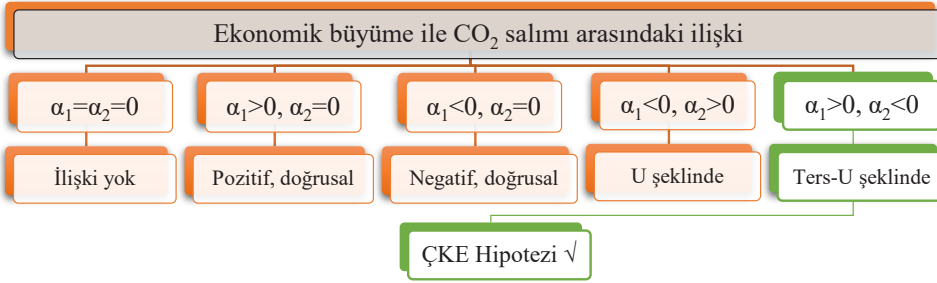 Ekonomik büyüme ile CO₂ salımı arasındaki ilişki
α₁=α₂=0
α₁>0, α₂=0
α₁<0, α₂=0
α₁<0, α₂>0
α₁>0, α₂<0
İlişki yok
Pozitif, doğrusal
Negatif, doğrusal
U şeklinde
Ters-U şeklinde
ÇKE Hipotezi √